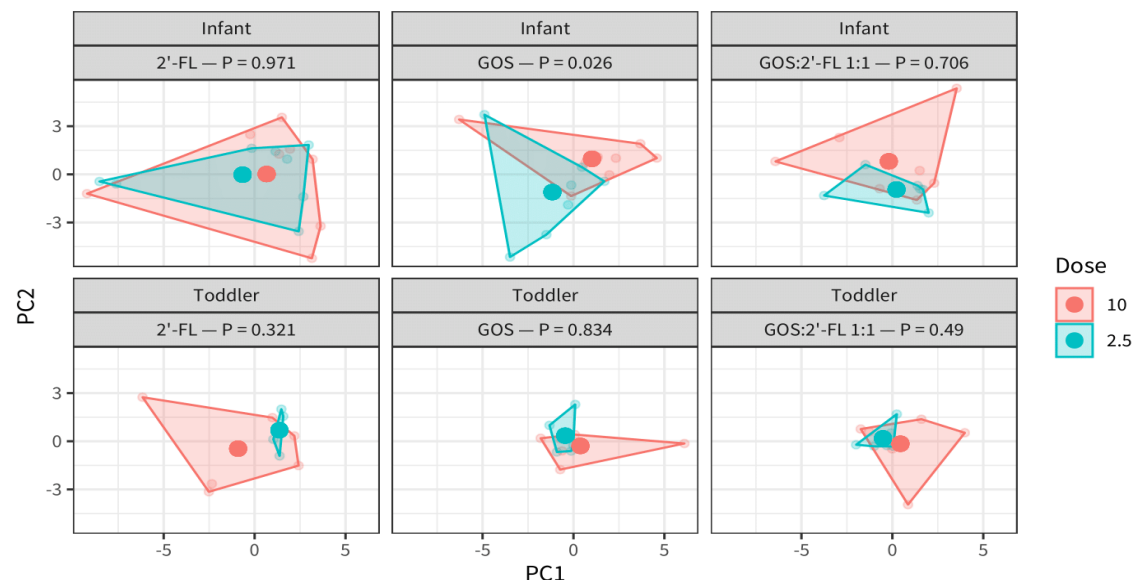 Infant
Infant
Infant
2'-FL — P = 0.971
GOS — P = 0.026
GOS:2'-FL 1:1 — P = 0.706
3
0
-3
Toddler
Toddler
Toddler
2'-FL — P = 0.321
GOS — P = 0.834
GOS:2'-FL 1:1 — P = 0.49
3
0
-3
-5
0
5
-5
0
5
-5
0
5
PC1
PC2
Dose
10
2.5